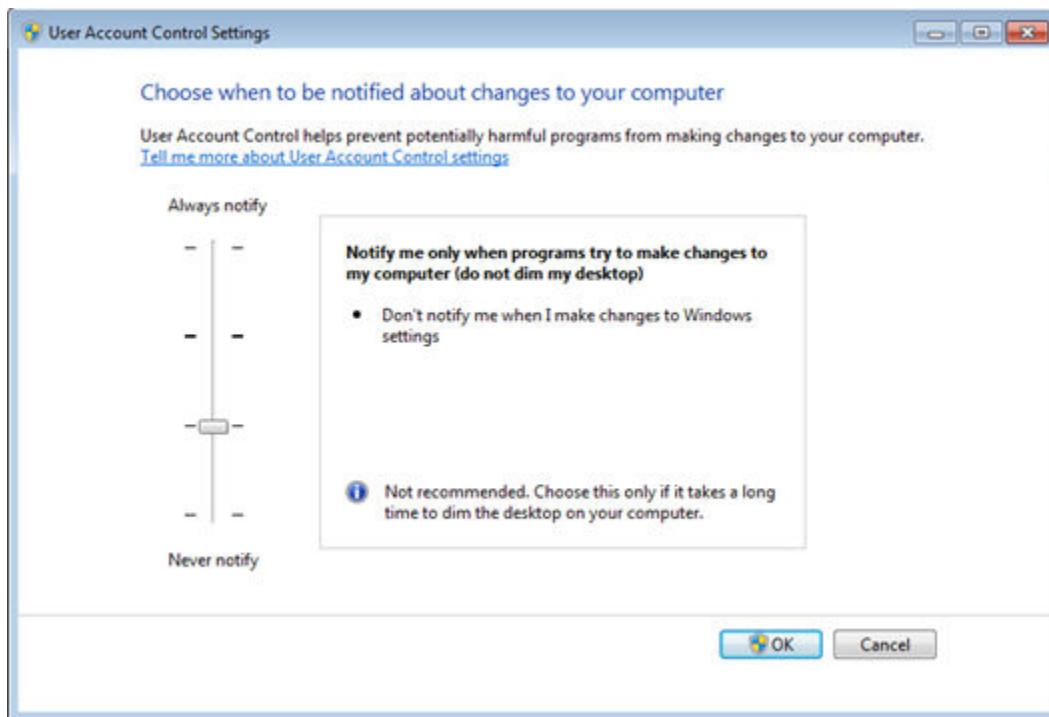 User Account Control Settings
Choose when to be notified about changes to your computer
User Account Control helps prevent potentially harmful programs from making changes to your computer.
Tell me more about User Account Control settings
Always notify
Notify me only when programs try to make changes to
my computer (do not dim my desktop)
• Don't notify me when I make changes to Windows
settings
Not recommended. Choose this only if it takes a long
time to dim the desktop on your computer.
Never notify
OK
Cancel